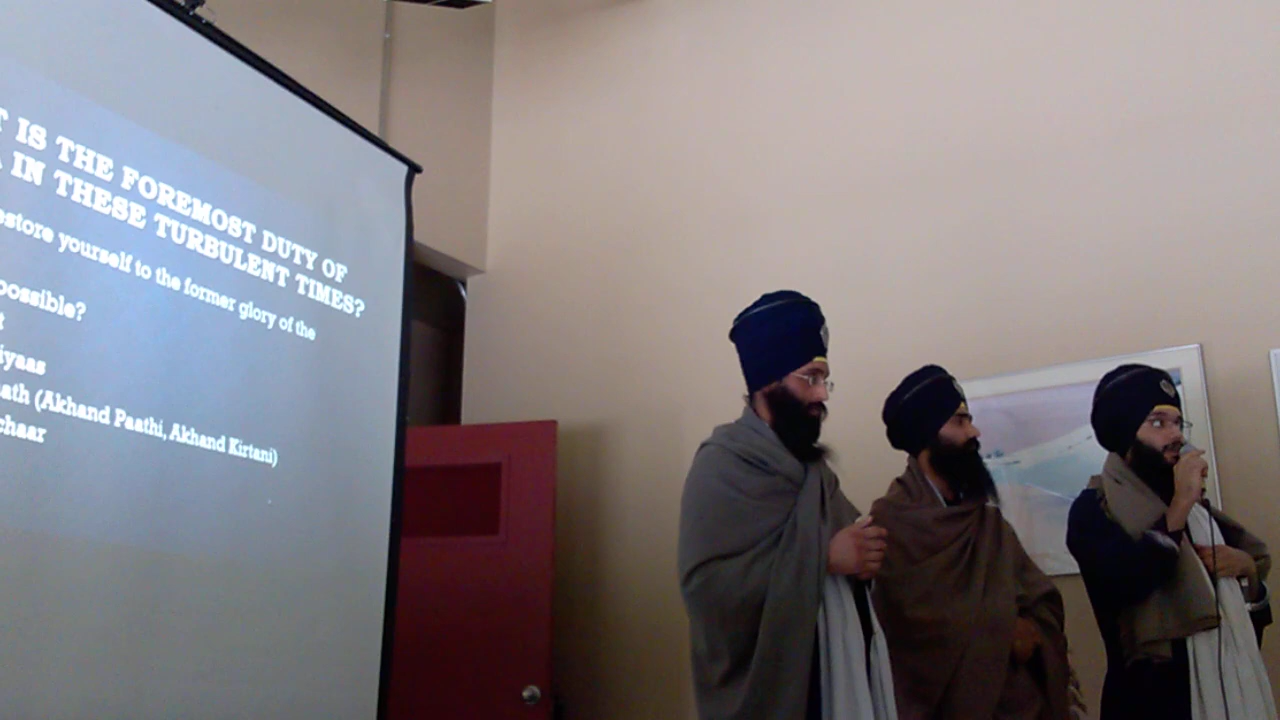 IS THE FOREMOST DUTY OF
IN THESE TURBULENT TIMES?
estore yourself to the former glory of the
possible?
t
iyaas
ath (Akhand Paathi, Akhand Kirtani)
chaar